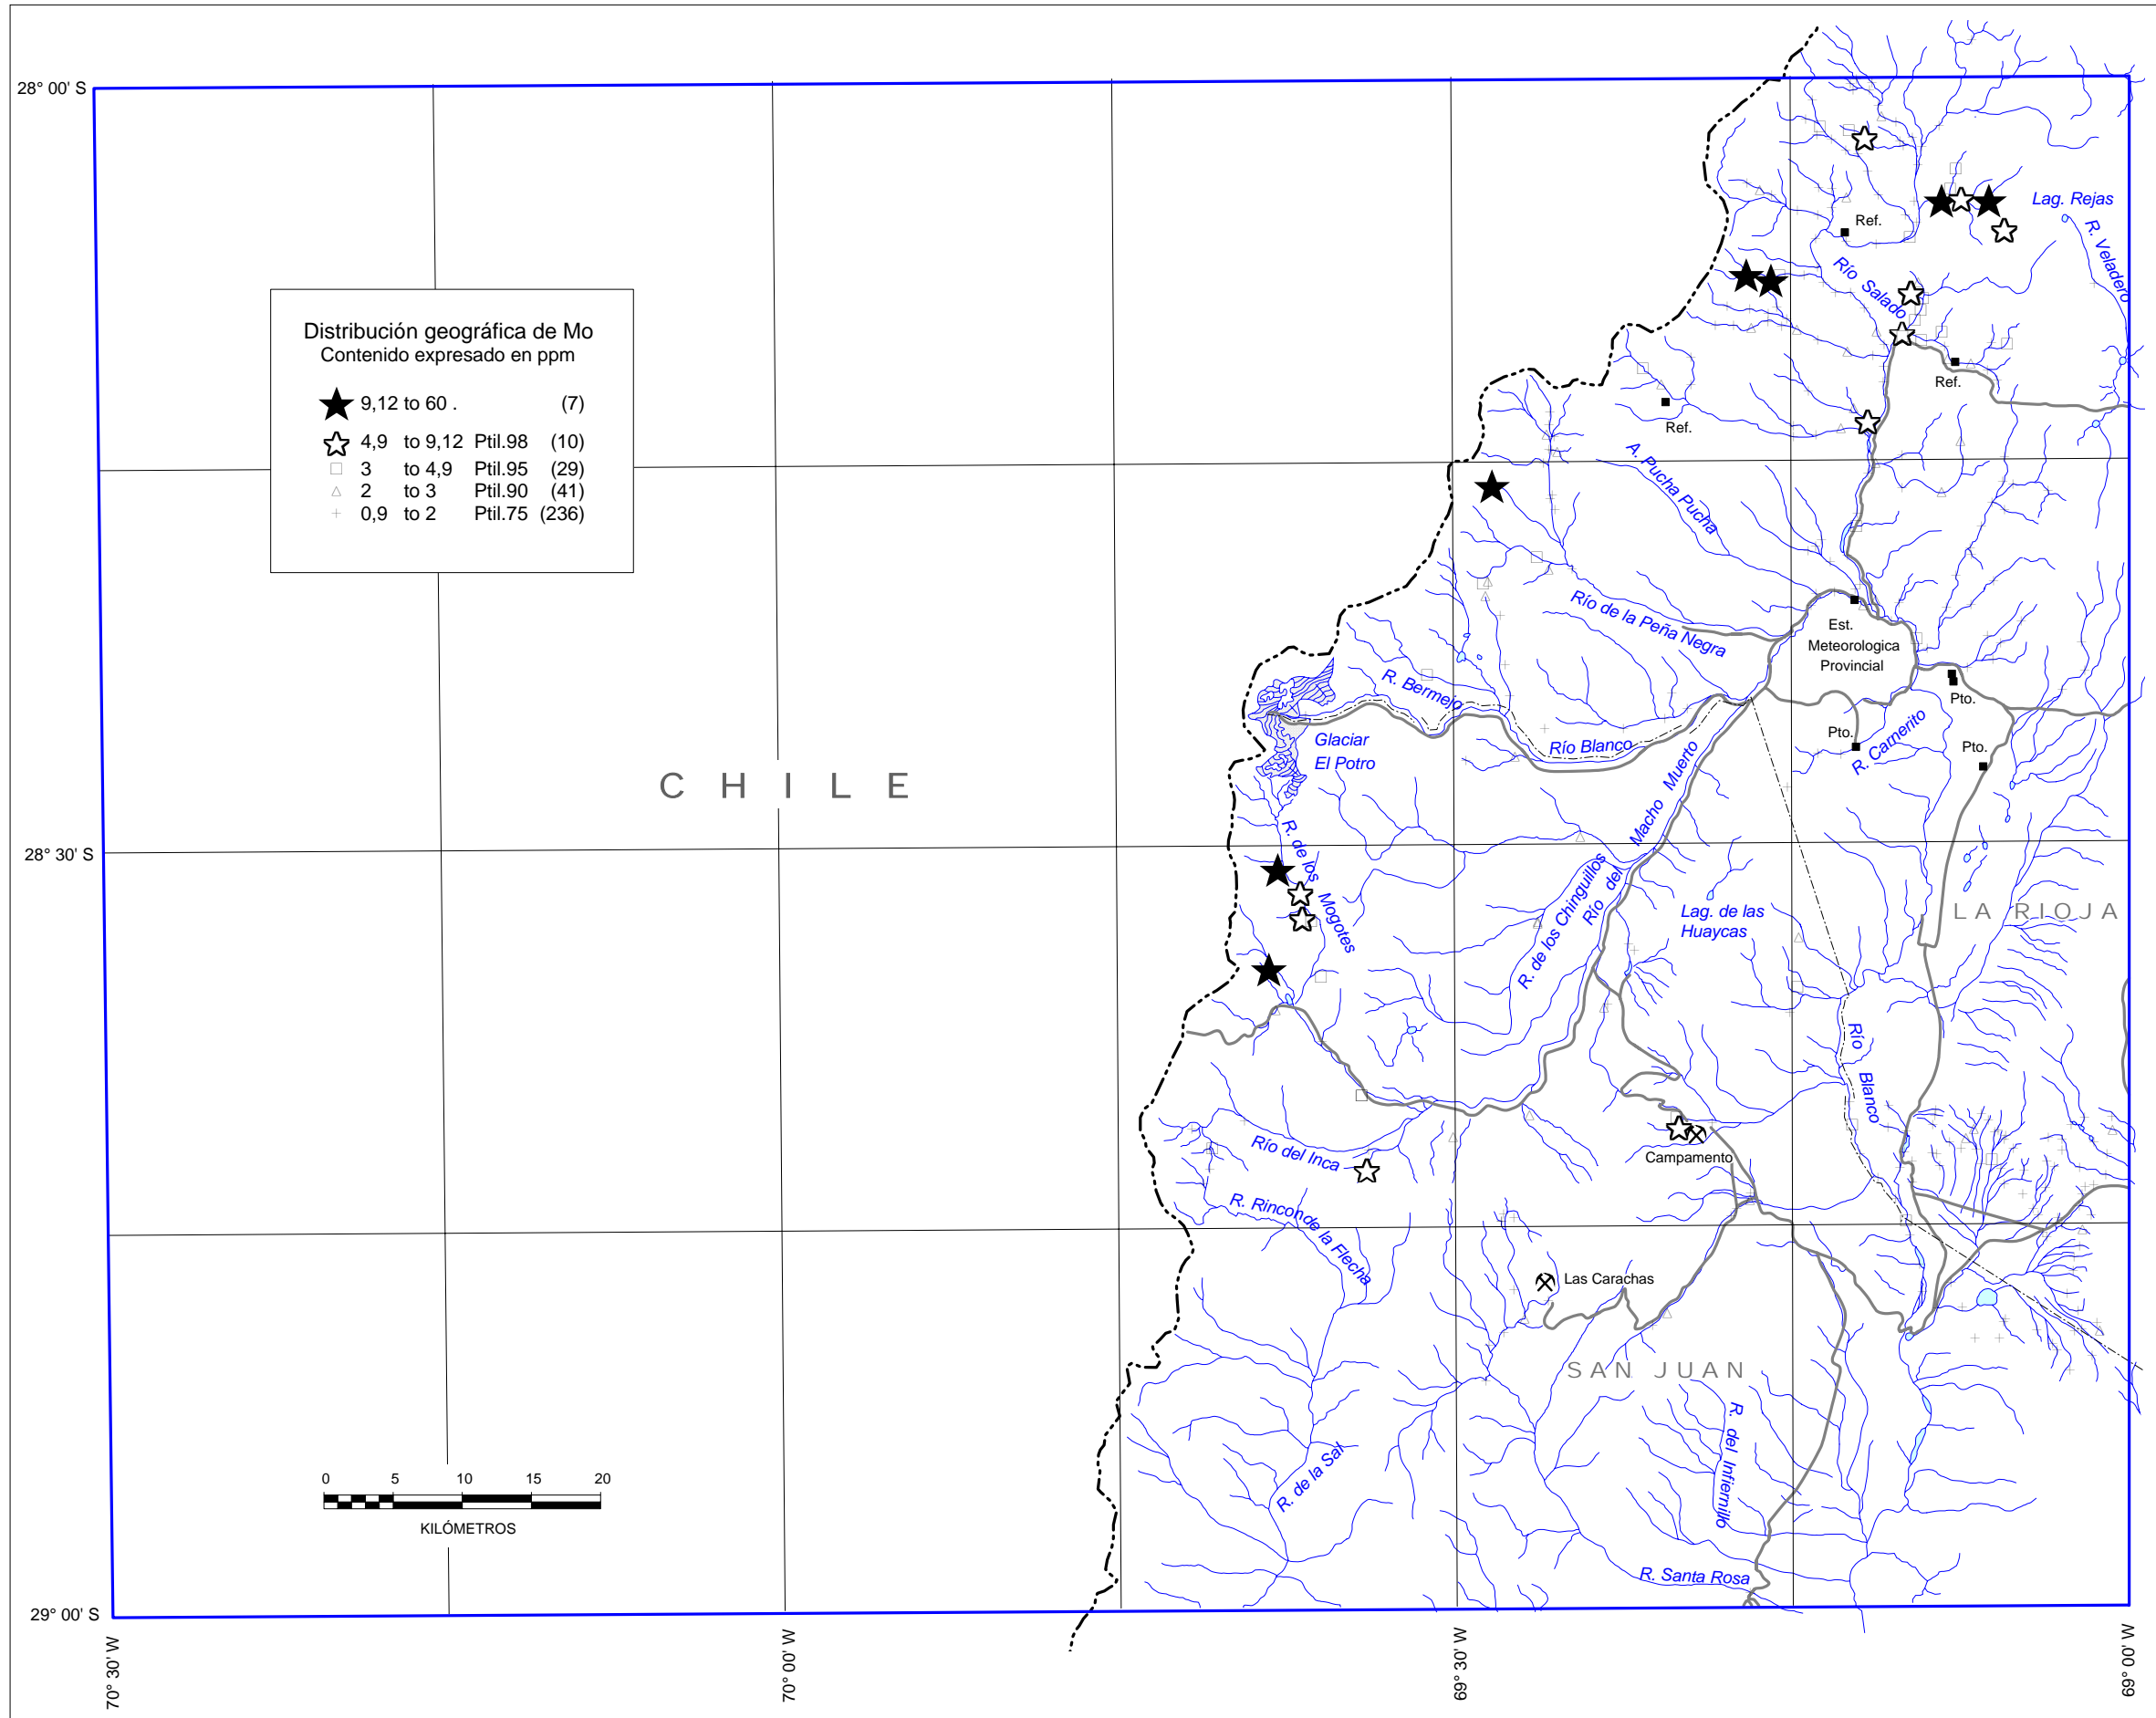 28° 00' S
Lag. Rejas
R. Veladero
Ref.
Río Salado
Distribución geográfica de Mo
Contenido expresado en ppm
9,12 to 60 . (7)
4,9 to 9,12 Ptil.98 (10)
3 to 4,9 Ptil.95 (29)
2 to 3 Ptil.90 (41)
0,9 to 2 Ptil.75 (236)
Ref.
Ref.
A. Pucha Pucha
Río de la Peña Negra
Est.
Meteorologica
Provincial
R. Bermejo
Pto.
Glaciar
El Potro
Río Blanco
Pto.
R. Carnerito
Pto.
C H I L E
Río del Macho Muerto
28° 30' S
R. de los Mogotes
R. de los Chinguillos
Lag. de las
Huaycas
LA RIOJA
Río Blanco
Río del Inca
Campamento
R. Rincon de la Flecha
Las Carachas
SAN JUAN
R. de la Sal
R. del Infiernillo
0 5 10 15 20
KILÓMETROS
R. Santa Rosa
29° 00' S
70° 30' W
70° 00' W
69° 30' W
69° 00' W